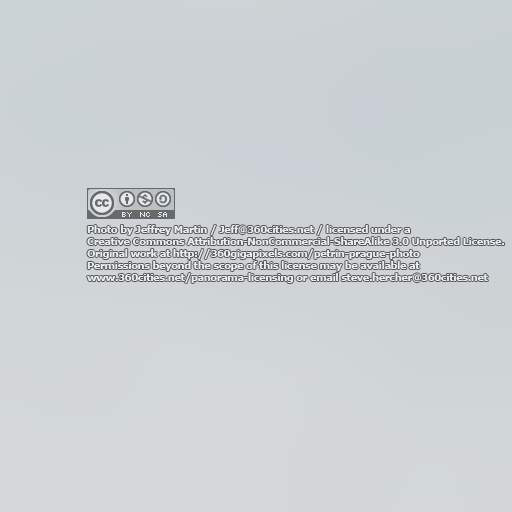 cc
BY NC SA
Photo by Jeffrey Martin / Jeff@360cities.net / licensed under a
Creative Commons Attribution-NonCommercial-ShareAlike 3.0 Unported License.
Original work at http://360gigapixels.com/petrin-prague-photo
Permissions beyond the scope of this license may be available at
www.360cities.net/panorama-licensing or email steve.hercher@360cities.net